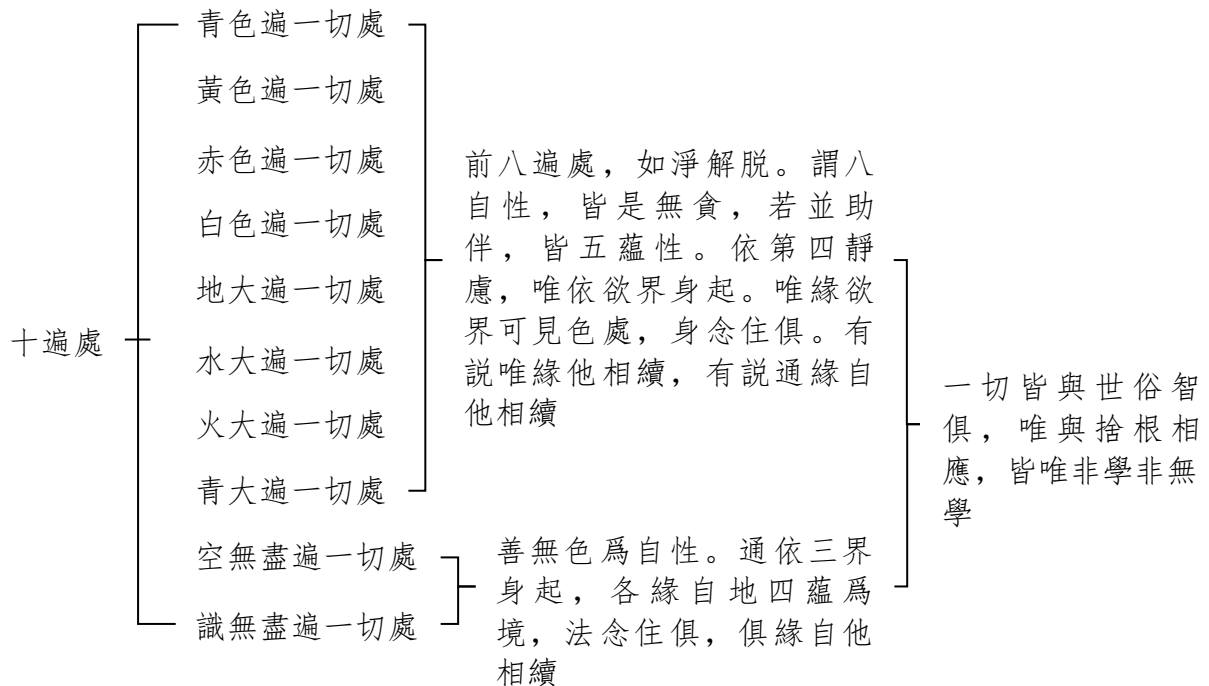 十遍處
青色遍一切處
黃色遍一切處
赤色遍一切處
白色遍一切處
地大遍一切處
水大遍一切處
火大遍一切處
青大遍一切處
空無盡遍一切處
識無盡遍一切處
前八遍處，如淨解脱。謂八
自性，皆是無貪，若並助
伴，皆五蘊性。依第四靜
慮，唯依欲界身起。唯緣欲
界可見色處，身念住俱。有
説唯緣他相續，有説通緣自
他相續
善無色爲自性。通依三界
身起，各緣自地四蘊爲
境，法念住俱，俱緣自他
相續
一切皆與世俗智
俱，唯與捨根相
應，皆唯非學非無
學